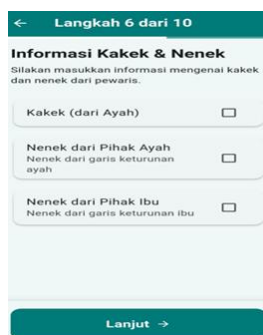 ← Langkah 6 dari 10
Informasi Kakek & Nenek
Silakan masukkan informasi mengenai kakek
dan nenek dari pewaris.
Kakek (dari Ayah)
Nenek dari Pihak Ayah
Nenek dari garis keturunan
ayah
Nenek dari Pihak Ibu
Nenek dari garis keturunan ibu
Lanjut →